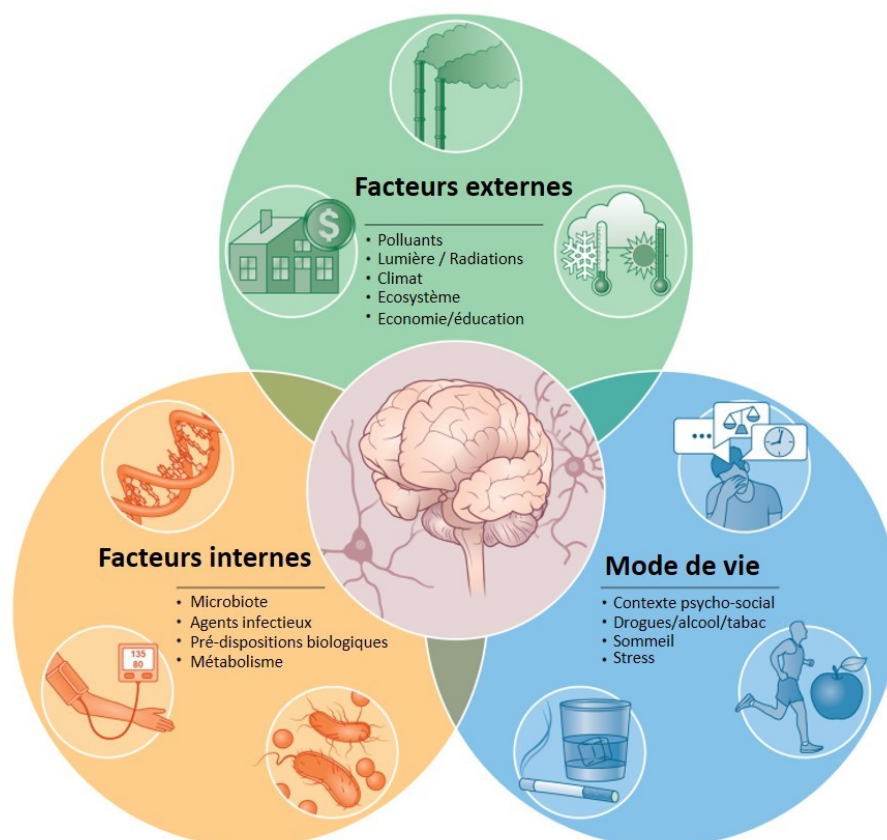 $
Facteurs externes
• Polluants
• Lumière / Radiations
• Climat
• Ecosystème
• Economie/éducation
Facteurs internes
• Microbiote
• Agents infectieux
• Pré-dispositions biologiques
• Métabolisme
135
80
Mode de vie
• Contexte psycho-social
• Drogues/alcool/tabac
• Sommeil
• Stress